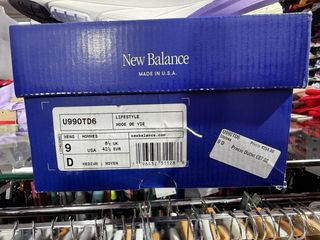 New Balance
MADE IN U.S.A.
U990TD6
LIFESTYLE
MODE DE VIE
MENS | HOMMES
newbalance.com
9
USA
8½ UK
42½ EUR
D
MEDIUM | MOYEN
9 D